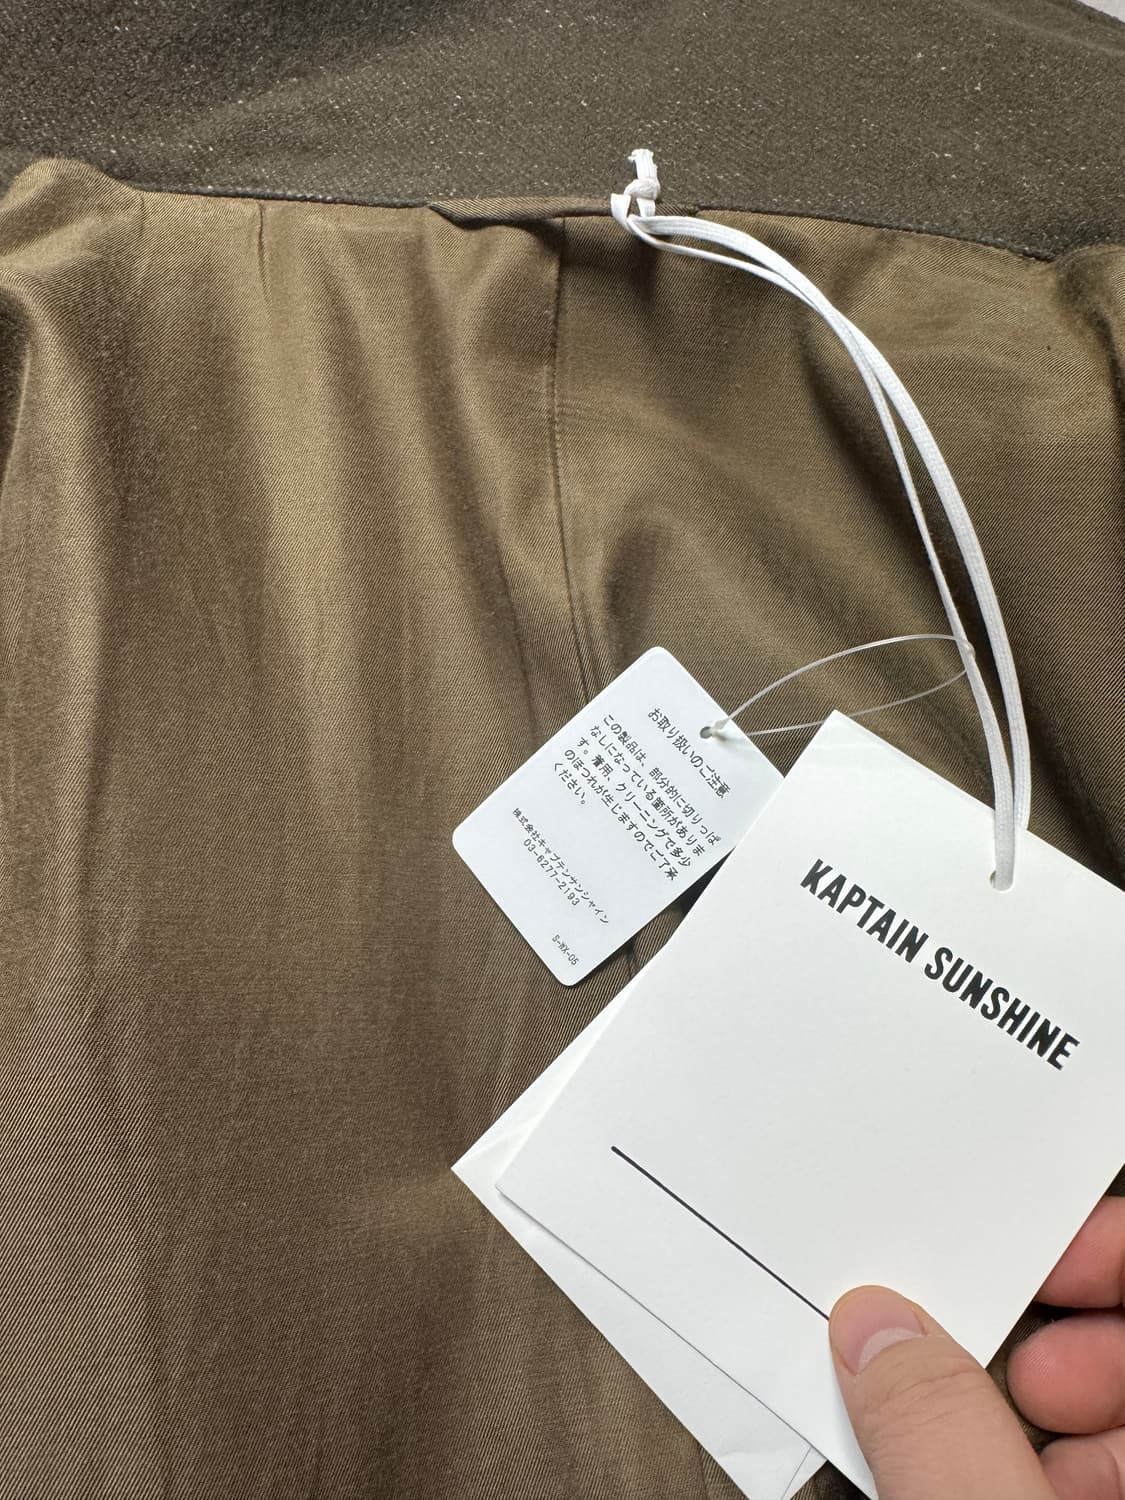 お取り扱いのご注意
この製品は、部分的に切りっぱ
なしになっている箇所がありま
す。着用、クリーニングで多少
のほつれが生じますのでご了承
ください。
株式会社キャプテンサンシャイン
03-6277-2193
S-WX-05
KAPTAIN SUNSHINE